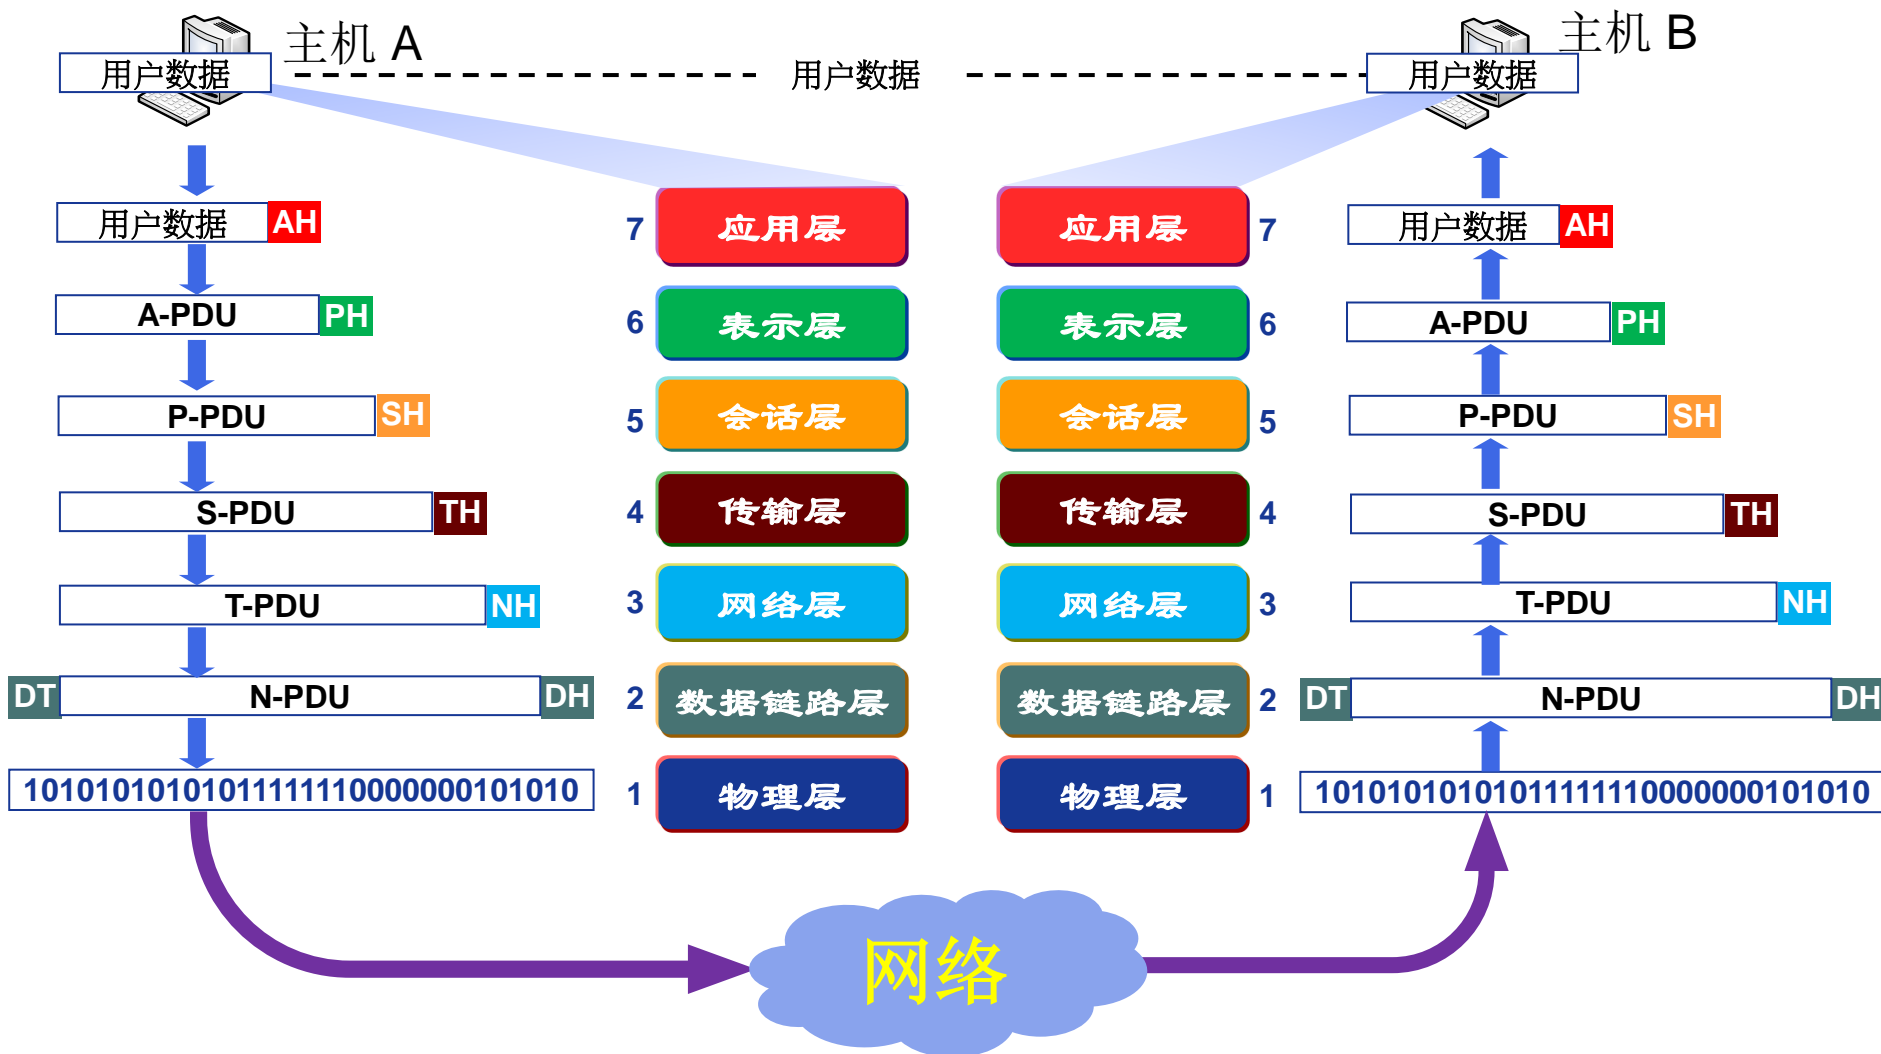 主机 A
主机 B
用户数据
用户数据
用户数据
用户数据 AH
7
应用层
应用层
7
用户数据 AH
A-PDU PH
6
表示层
表示层
6
A-PDU PH
P-PDU SH
5
会话层
会话层
5
P-PDU SH
S-PDU TH
4
传输层
传输层
4
S-PDU TH
T-PDU NH
3
网络层
网络层
3
T-PDU NH
DT N-PDU DH
2
数据链路层
数据链路层
2
DT N-PDU DH
101010101010111111110000000101010
1
物理层
物理层
1
101010101010111111110000000101010
网络